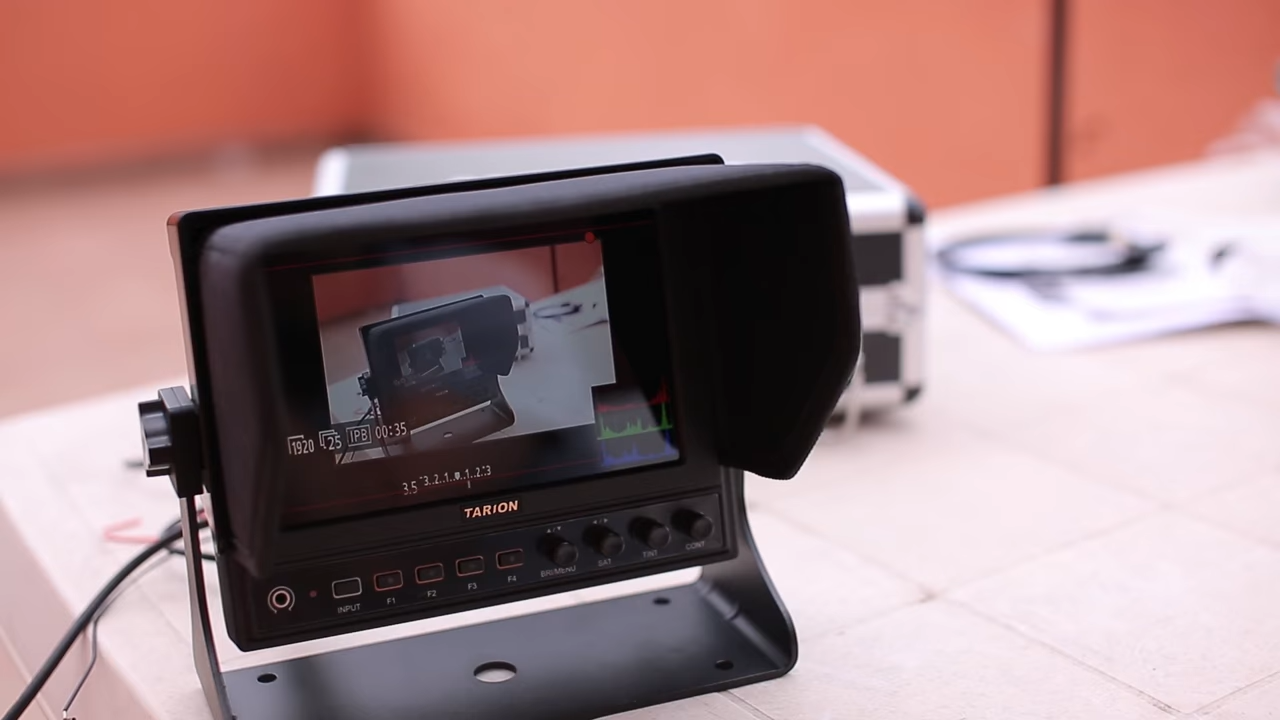 1920 25 IPB 00:35
3.5 -3..2..1..0..1..2..:3
TARION
INPUT F1 F2 F3 F4 BRI/MENU SAT TINT CONT